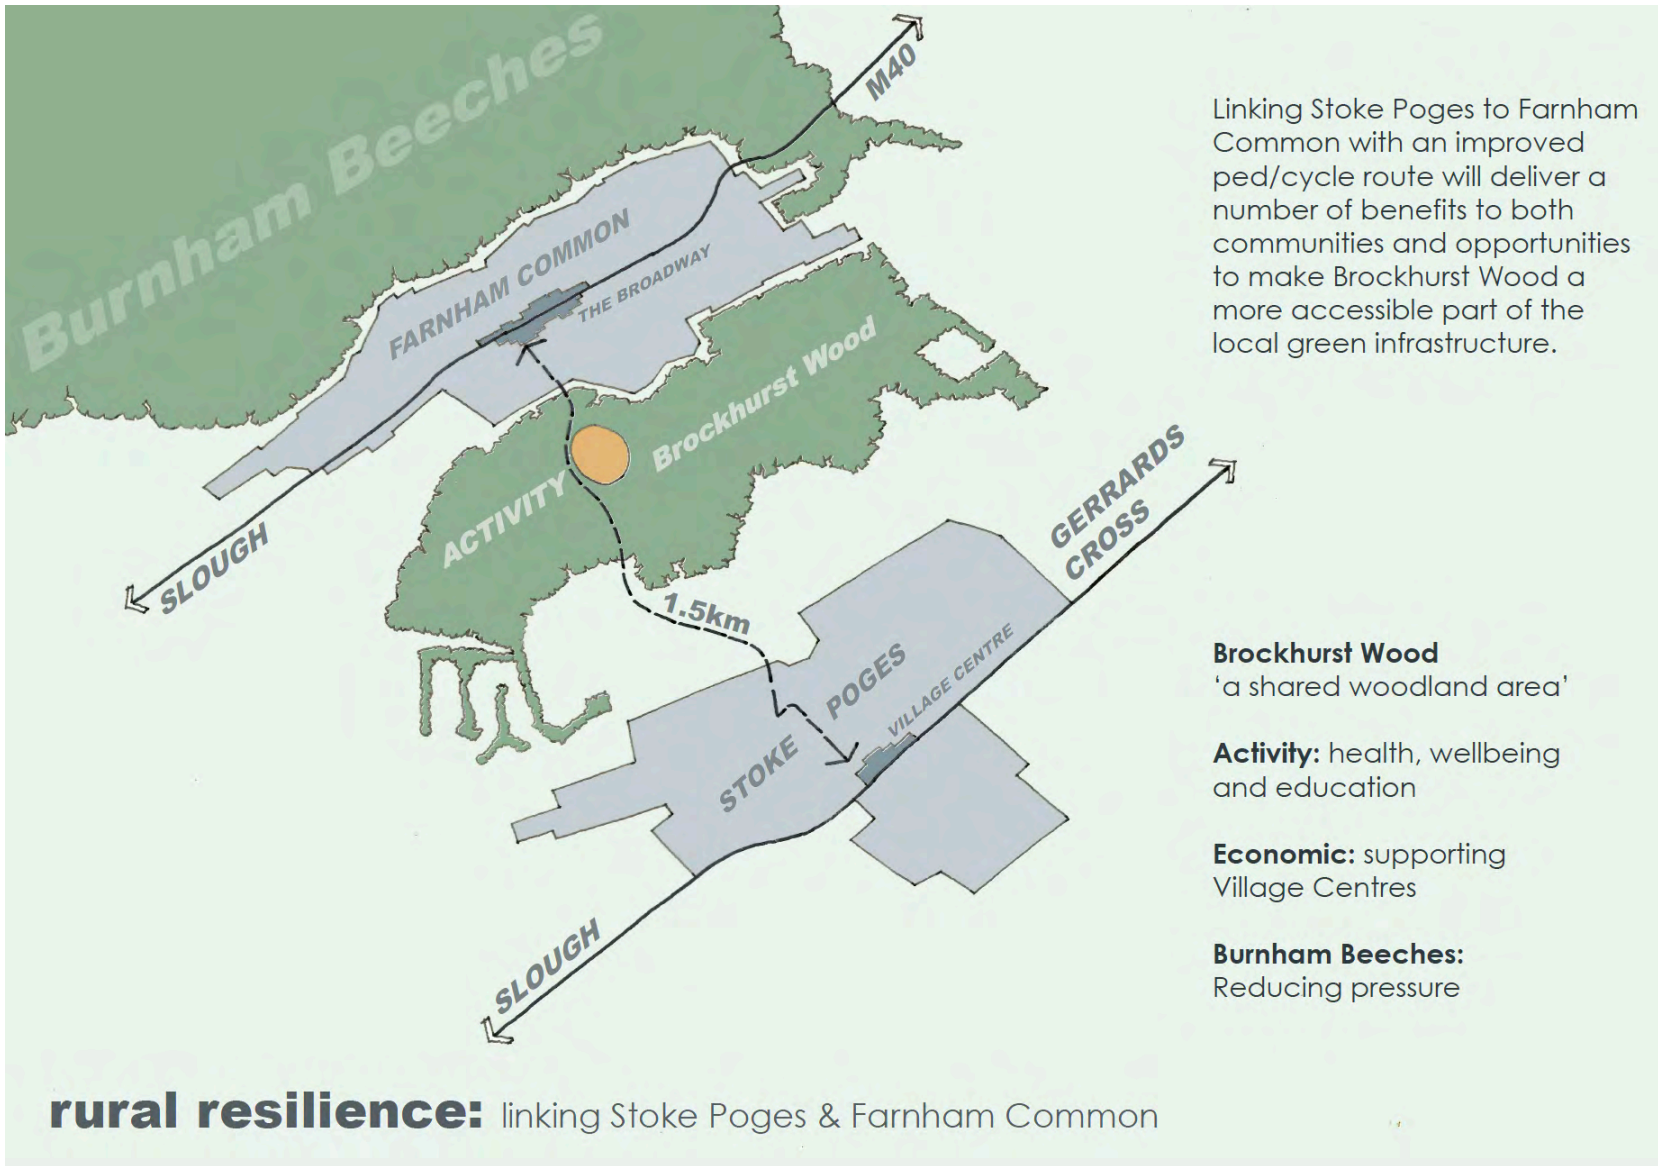 Burnham Beeches
M40
FARNHAM COMMON
THE BROADWAY
Brockhurst Wood
ACTIVITY
SLOUGH
1.5km
GERRARDS
CROSS
STOKE POGES
VILLAGE CENTRE
SLOUGH
Linking Stoke Poges to Farnham
Common with an improved
ped/cycle route will deliver a
number of benefits to both
communities and opportunities
to make Brockhurst Wood a
more accessible part of the
local green infrastructure.
Brockhurst Wood
‘a shared woodland area’
Activity: health, wellbeing
and education
Economic: supporting
Village Centres
Burnham Beeches:
Reducing pressure
rural resilience: linking Stoke Poges & Farnham Common